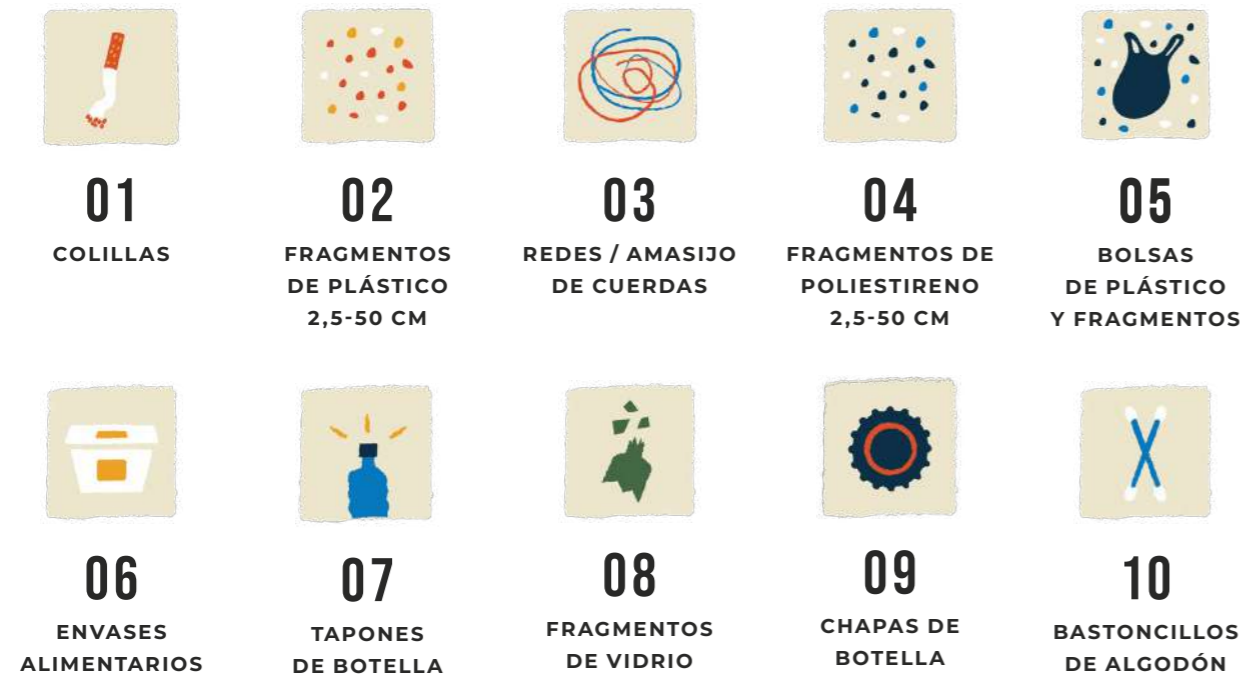 01
COLILLAS
02
FRAGMENTOS
DE PLÁSTICO
2,5-50 CM
03
REDES / AMASIJO
DE CUERDAS
04
FRAGMENTOS DE
POLIESTIRENO
2,5-50 CM
05
BOLSAS
DE PLÁSTICO
Y FRAGMENTOS
06
ENVASES
ALIMENTARIOS
07
TAPONES
DE BOTELLA
08
FRAGMENTOS
DE VIDRIO
09
CHAPAS DE
BOTELLA
10
BASTONCILLOS
DE ALGODÓN